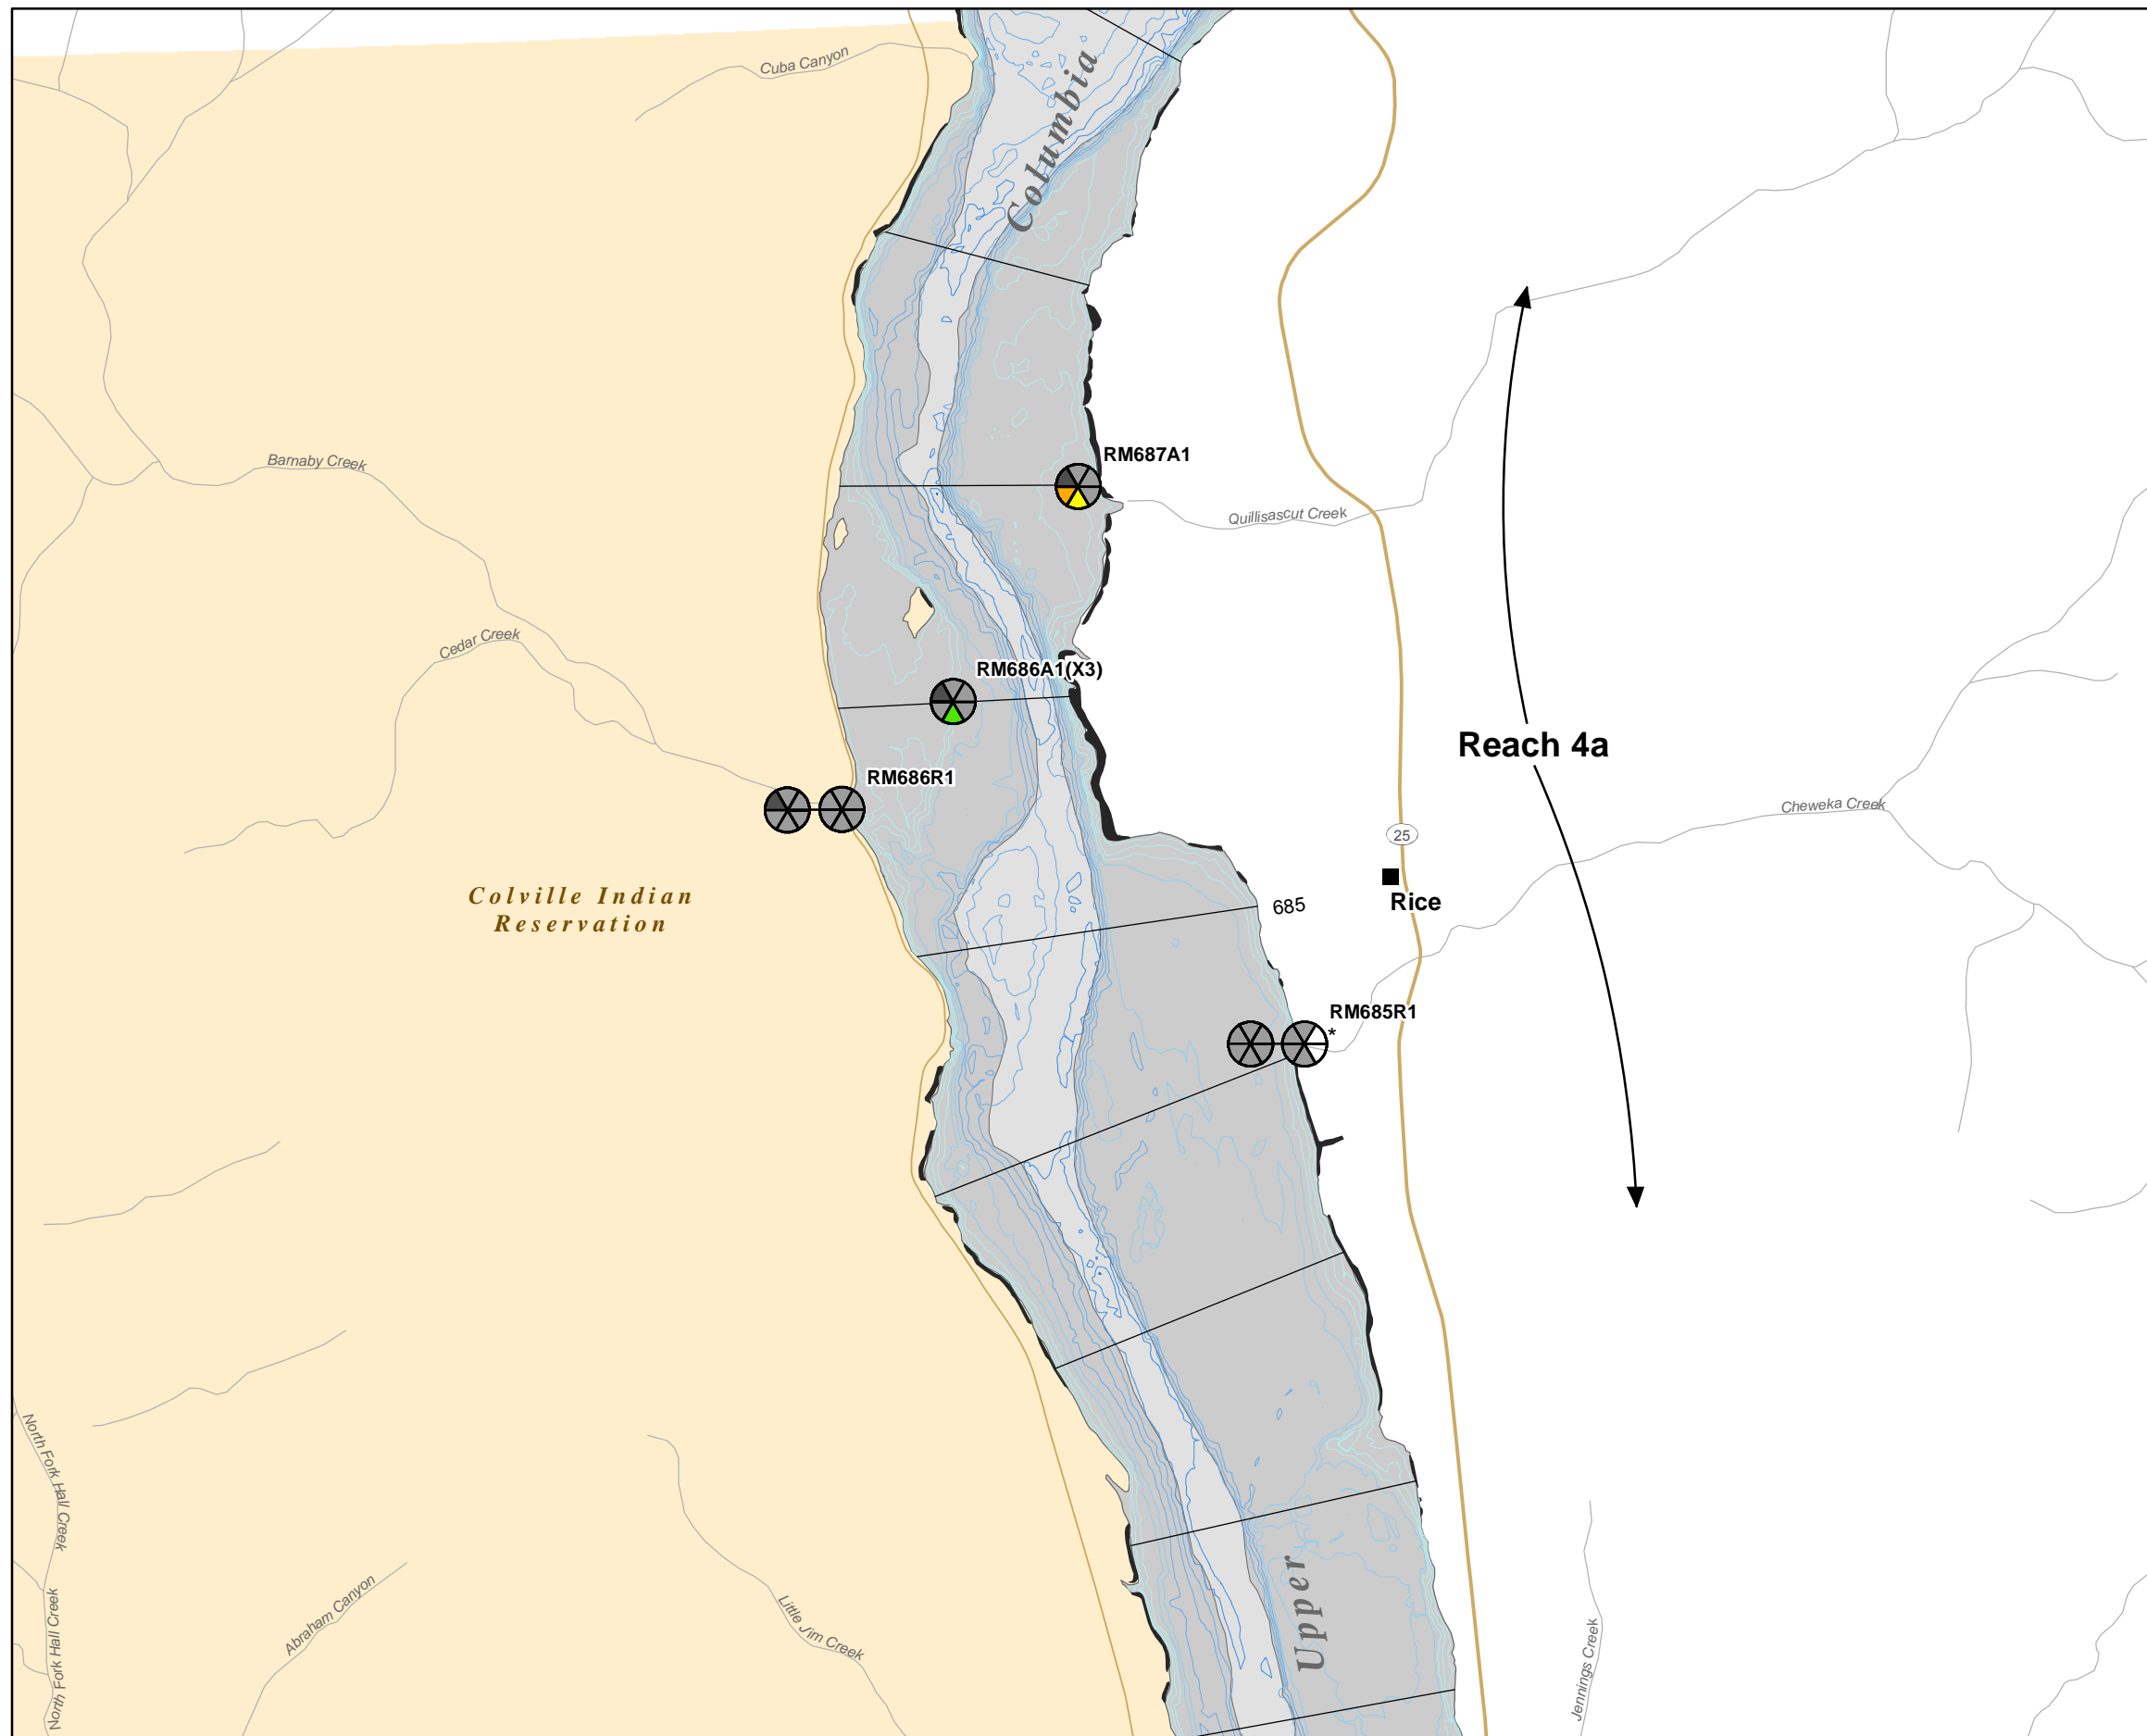 Cuba Canyon
Columbia
RM687A1
Barnaby Creek
Quillisascut Creek
Cedar Creek
RM686A1(X3)
Reach 4a
RM686R1
Cheweka Creek
25
Colville Indian
Reservation
Rice
685
RM685R1
*
North Fork Hall Creek
North Fork Hall Creek
Abraham Canyon
Little Jim Creek
Upper
Jennings Creek